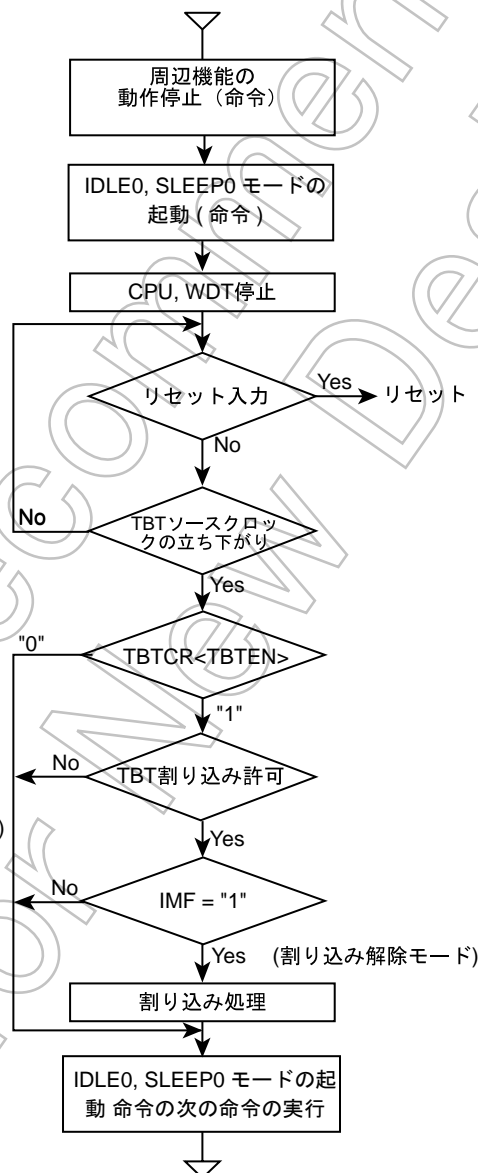 周辺機能の
動作停止（命令）
IDLE0, SLEEP0 モードの
起動 ( 命令 )
CPU, WDT停止
リセット入力
Yes
リセット
No
No
TBTソースクロッ
クの立ち下がり
Yes
"0"
TBTCR<TBTEN>
"1"
No
TBT割り込み許可
)
Yes
No
IMF = "1"
Yes
(割り込み解除モード)
割り込み処理
IDLE0, SLEEP0 モードの起
動 命令の次の命令の実行